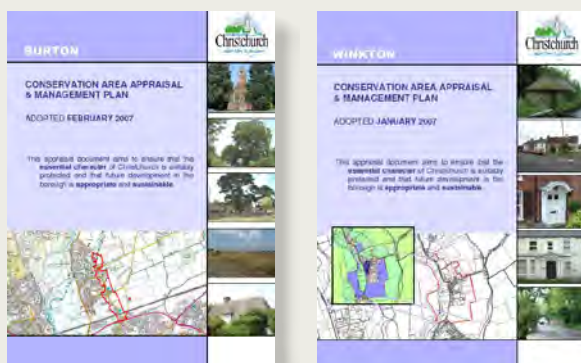 BURTON
Christchurch
CONSERVATION AREA APPRAISAL
& MANAGEMENT PLAN
ADOPTED FEBRUARY 2007
This appraisal document aims to ensure that the
essential character of Christchurch is suitably
protected and that future development in the
borough is appropriate and sustainable.
WINKTON
Christchurch
CONSERVATION AREA APPRAISAL
& MANAGEMENT PLAN
ADOPTED JANUARY 2007
This appraisal document aims to ensure that the
essential character of Christchurch is suitably
protected and that future development in the
borough is appropriate and sustainable.